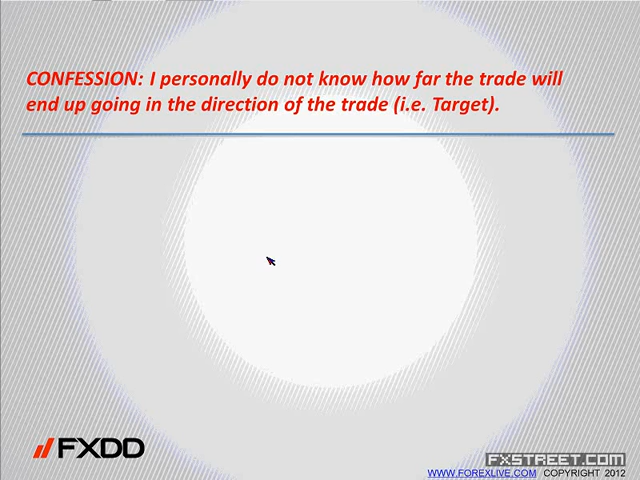 CONFESSION: I personally do not know how far the trade will
end up going in the direction of the trade (i.e. Target).
FXDD
FXSTREET.COM
WWW.FOREXLIVE.COM COPYRIGHT 2012